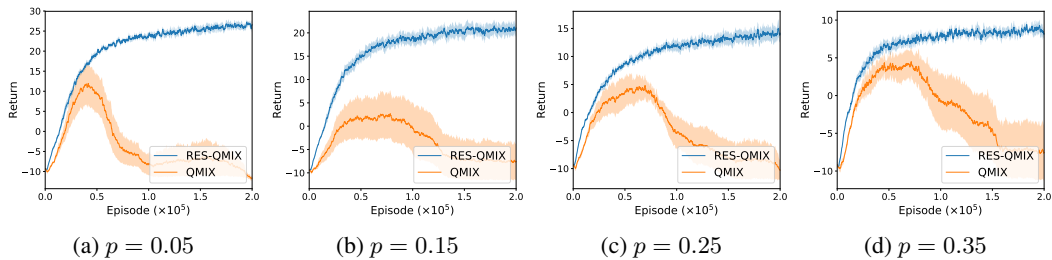 30
25
20
15
10
5
0
−5
−10
Return
0.0 0.5 1.0 1.5 2.0
Episode (×10⁵)
RES-QMIX
QMIX
(a) p = 0.05
20
15
10
5
0
−5
−10
Return
0.0 0.5 1.0 1.5 2.0
Episode (×10⁵)
RES-QMIX
QMIX
(b) p = 0.15
15
10
5
0
−5
−10
Return
0.0 0.5 1.0 1.5 2.0
Episode (×10⁵)
RES-QMIX
QMIX
(c) p = 0.25
10
5
0
−5
−10
Return
0.0 0.5 1.0 1.5 2.0
Episode (×10⁵)
RES-QMIX
QMIX
(d) p = 0.35